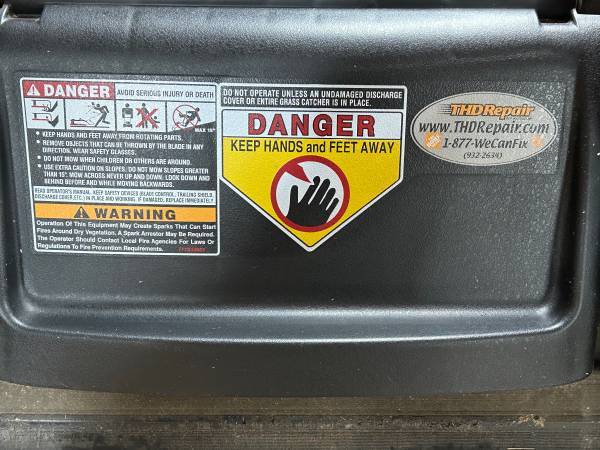 DANGER
AVOID SERIOUS INJURY OR DEATH
MAX 15°
• KEEP HANDS AND FEET AWAY FROM ROTATING PARTS.
• REMOVE OBJECTS THAT CAN BE THROWN BY THE BLADE IN ANY
DIRECTION. WEAR SAFETY GLASSES.
• DO NOT MOW WHEN CHILDREN OR OTHERS ARE AROUND.
• USE EXTRA CAUTION ON SLOPES. DO NOT MOW SLOPES GREATER
THAN 15°. MOW ACROSS NEVER UP AND DOWN. LOOK DOWN AND
BEHIND BEFORE AND WHILE MOVING BACKWARDS.
READ OPERATOR'S MANUAL. KEEP SAFETY DEVICES (BLADE CONTROL, TRAILING SHIELD,
DISCHARGE COVER, ETC.) IN PLACE AND WORKING. IF DAMAGED, REPLACE IMMEDIATELY
WARNING
Operation Of This Equipment May Create Sparks That Can Start
Fires Around Dry Vegetation. A Spark Arrestor May Be Required.
The Operator Should Contact Local Fire Agencies For Laws Or
Regulations To Fire Prevention Requirements.
DO NOT OPERATE UNLESS AN UNDAMAGED DISCHARGE
COVER OR ENTIRE GRASS CATCHER IS IN PLACE.
DANGER
KEEP HANDS and FEET AWAY
THDRepair
www.THDRepair.com
1-877-WeCanFix
(932-2634)